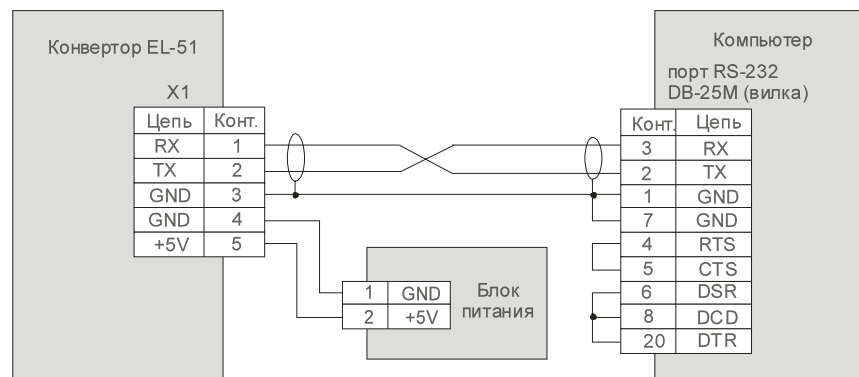 Конвертор EL-51
X1
Цепь Конт.
RX 1
TX 2
GND 3
GND 4
+5V 5
Компьютер
порт RS-232
DB-25M (вилка)
Конт. Цепь
3 RX
2 TX
1 GND
7 GND
4 RTS
5 CTS
6 DSR
8 DCD
20 DTR
1 GND
2 +5V
Блок
питания